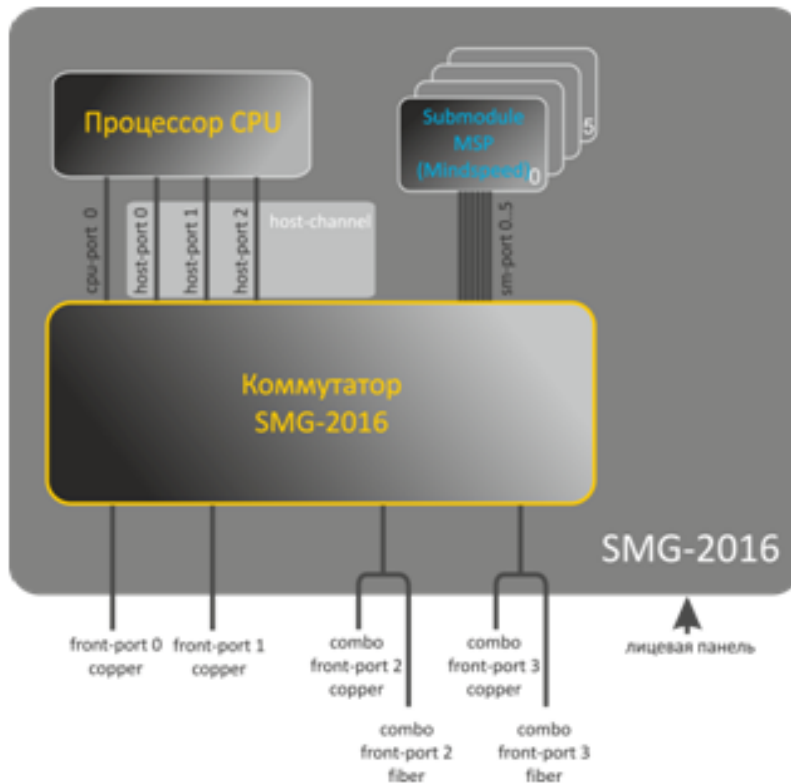 Процессор CPU
Submodule
MSP
(Mindspeed)
0
5
cpu-port 0
host-port 0
host-port 1
host-port 2
host-channel
sm-port 0..5
Коммутатор
SMG-2016
SMG-2016
front-port 0
copper
front-port 1
copper
combo
front-port 2
copper
combo
front-port 3
copper
лицевая панель
combo
front-port 2
fiber
combo
front-port 3
fiber